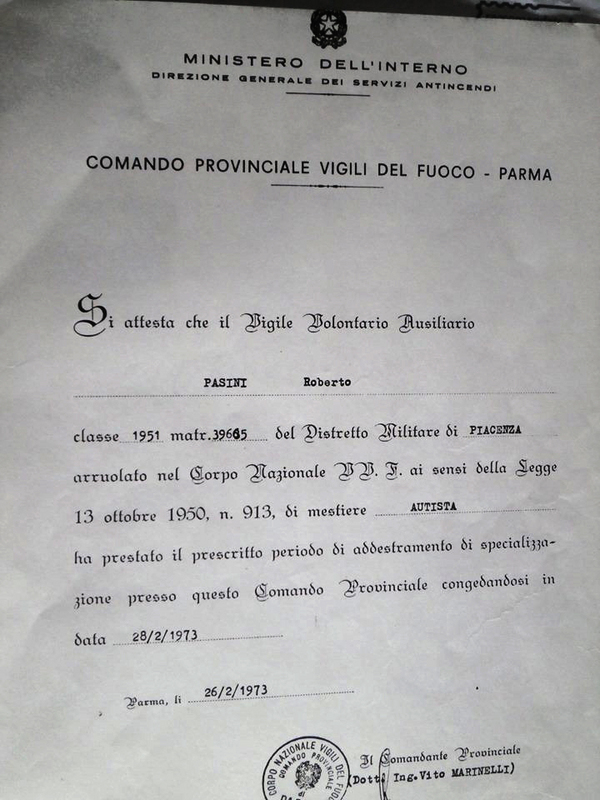 MINISTERO DELL'INTERNO
DIREZIONE GENERALE DEI SERVIZI ANTINCENDI
COMANDO PROVINCIALE VIGILI DEL FUOCO - PARMA
Si attesta che il Vigile Volontario Ausiliario
PASINI Roberto
classe 1951 matr. 39665 del Distretto Militare di PIACENZA
arruolato nel Corpo Nazionale VV. F. ai sensi della Legge
13 ottobre 1950, n. 913, di mestiere AUTISTA
ha prestato il prescritto periodo di addestramento di specializza-
zione presso questo Comando Provinciale congedandosi in
data 28/2/1973
Parma, li 26/2/1973
CORPO NAZIONALE VIGILI DEL
COMANDO PROVINCIALE
Il Comandante Provinciale
(Dott. Ing. Vito MARINELLI)